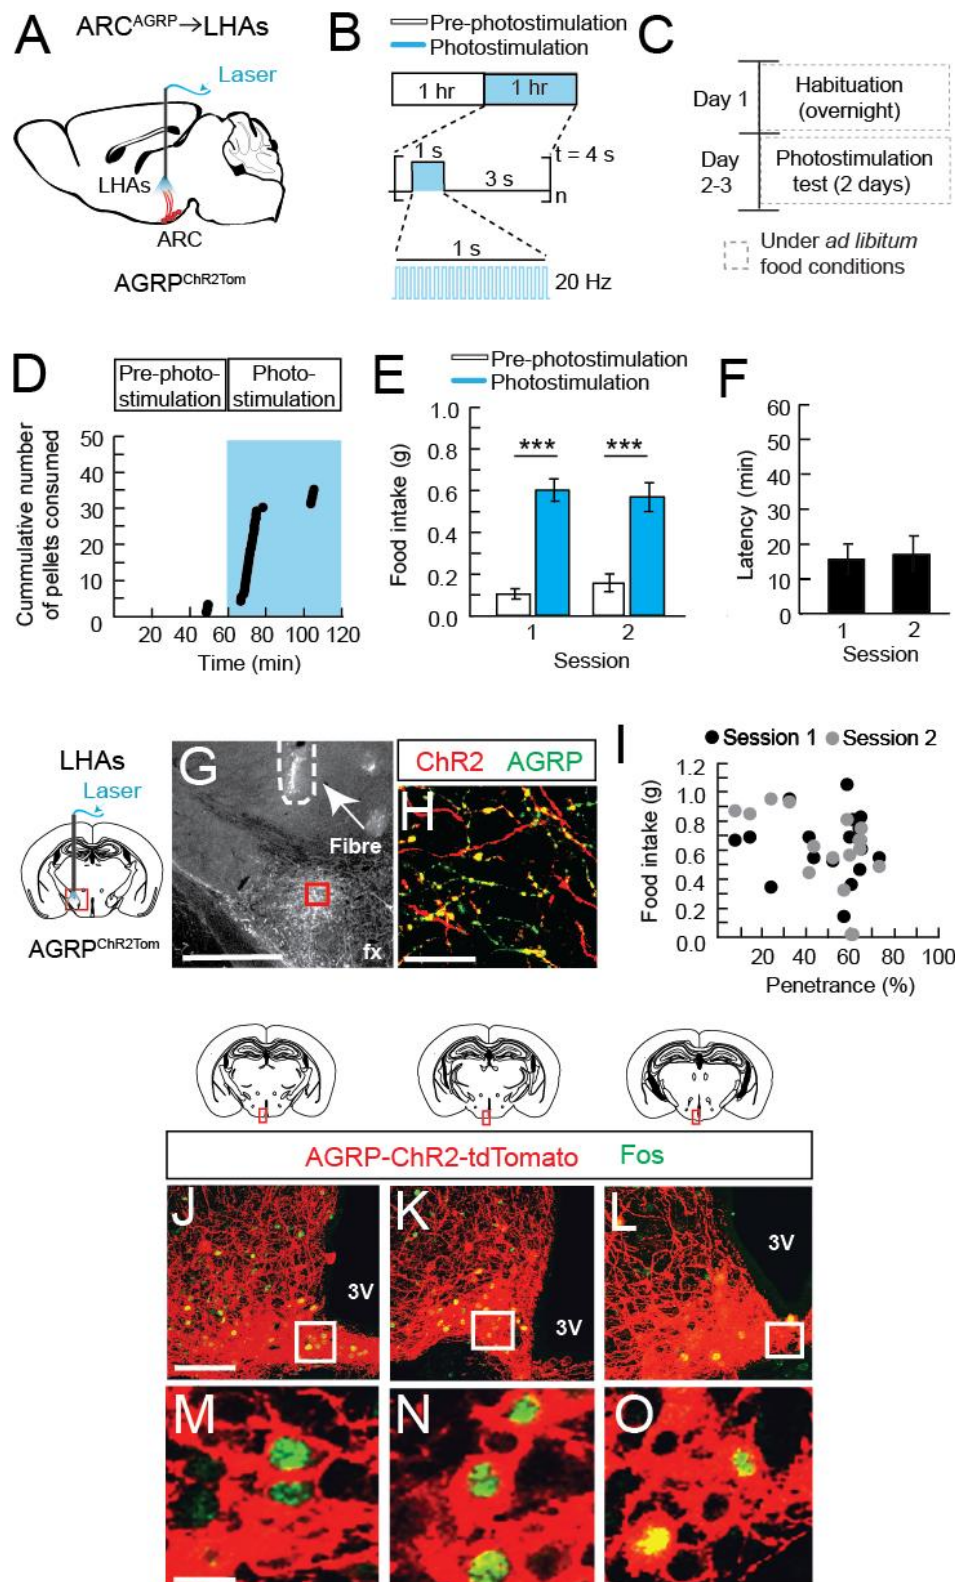 A
ARC^AGRP→LHAs
Laser
LHAs
ARC
AGRP^ChR2Tom
B
Pre-photostimulation
Photostimulation
1 hr
1 hr
1 s
t = 4 s
3 s
n
1 s
20 Hz
C
Day 1
Habituation
(overnight)
Day
2-3
Photostimulation
test (2 days)
Under ad libitum
food conditions
D
Pre-photo-
stimulation
Photo-
stimulation
Cummulative number
of pellets consumed
50
40
30
20
10
0
20 40 60 80 100 120
Time (min)
E
Pre-photostimulation
Photostimulation
Food intake (g)
1.0
0.8
0.6
0.4
0.2
0
*** ***
1 2
Session
F
Latency (min)
60
50
40
30
20
10
0
1 2
Session
LHAs
Laser
AGRP^ChR2Tom
G
Fibre
fx
ChR2 AGRP
H
I
Session 1 Session 2
Food intake (g)
1.2
1.0
0.8
0.6
0.4
0.2
0.0
0 20 40 60 80 100
Penetrance (%)
AGRP-ChR2-tdTomato Fos
J
3V
K
3V
L
3V
M
N
O